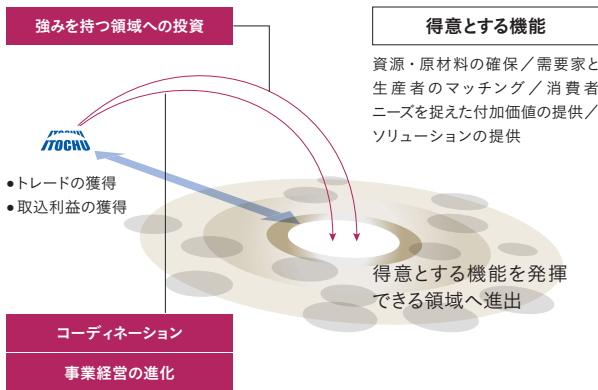 強みを持つ領域への投資
得意とする機能
資源・原材料の確保／需要家と
生産者のマッチング／消費者
ニーズを捉えた付加価値の提供／
ソリューションの提供
ITOCHU
ITOCHU
●トレードの獲得
●取込利益の獲得
得意とする機能を発揮
できる領域へ進出
コーディネーション
事業経営の進化